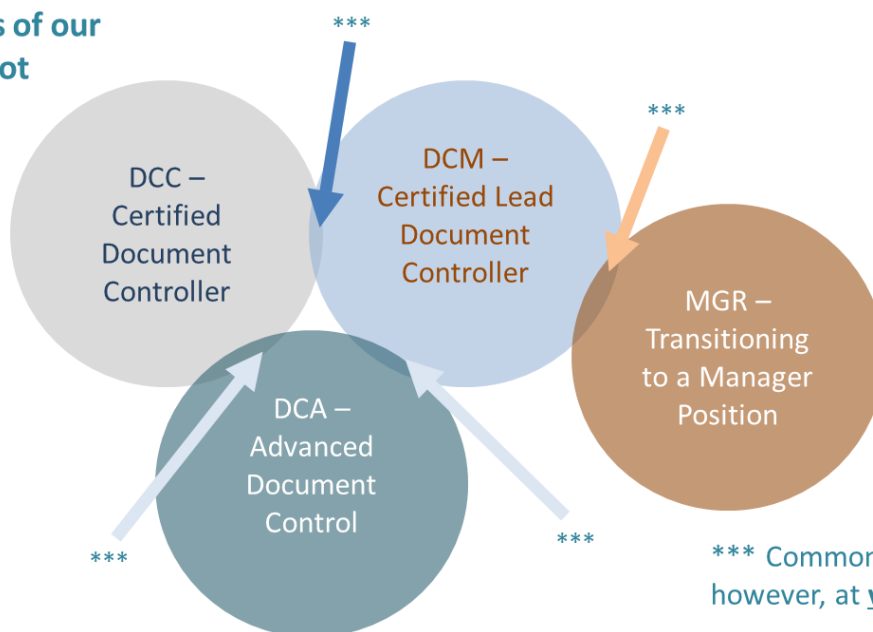 s of our
ot
***
***
DCC –
Certified
Document
Controller
DCM –
Certified Lead
Document
Controller
MGR –
Transitioning
to a Manager
Position
DCA –
Advanced
Document
Control
***
***
*** Common
however, at